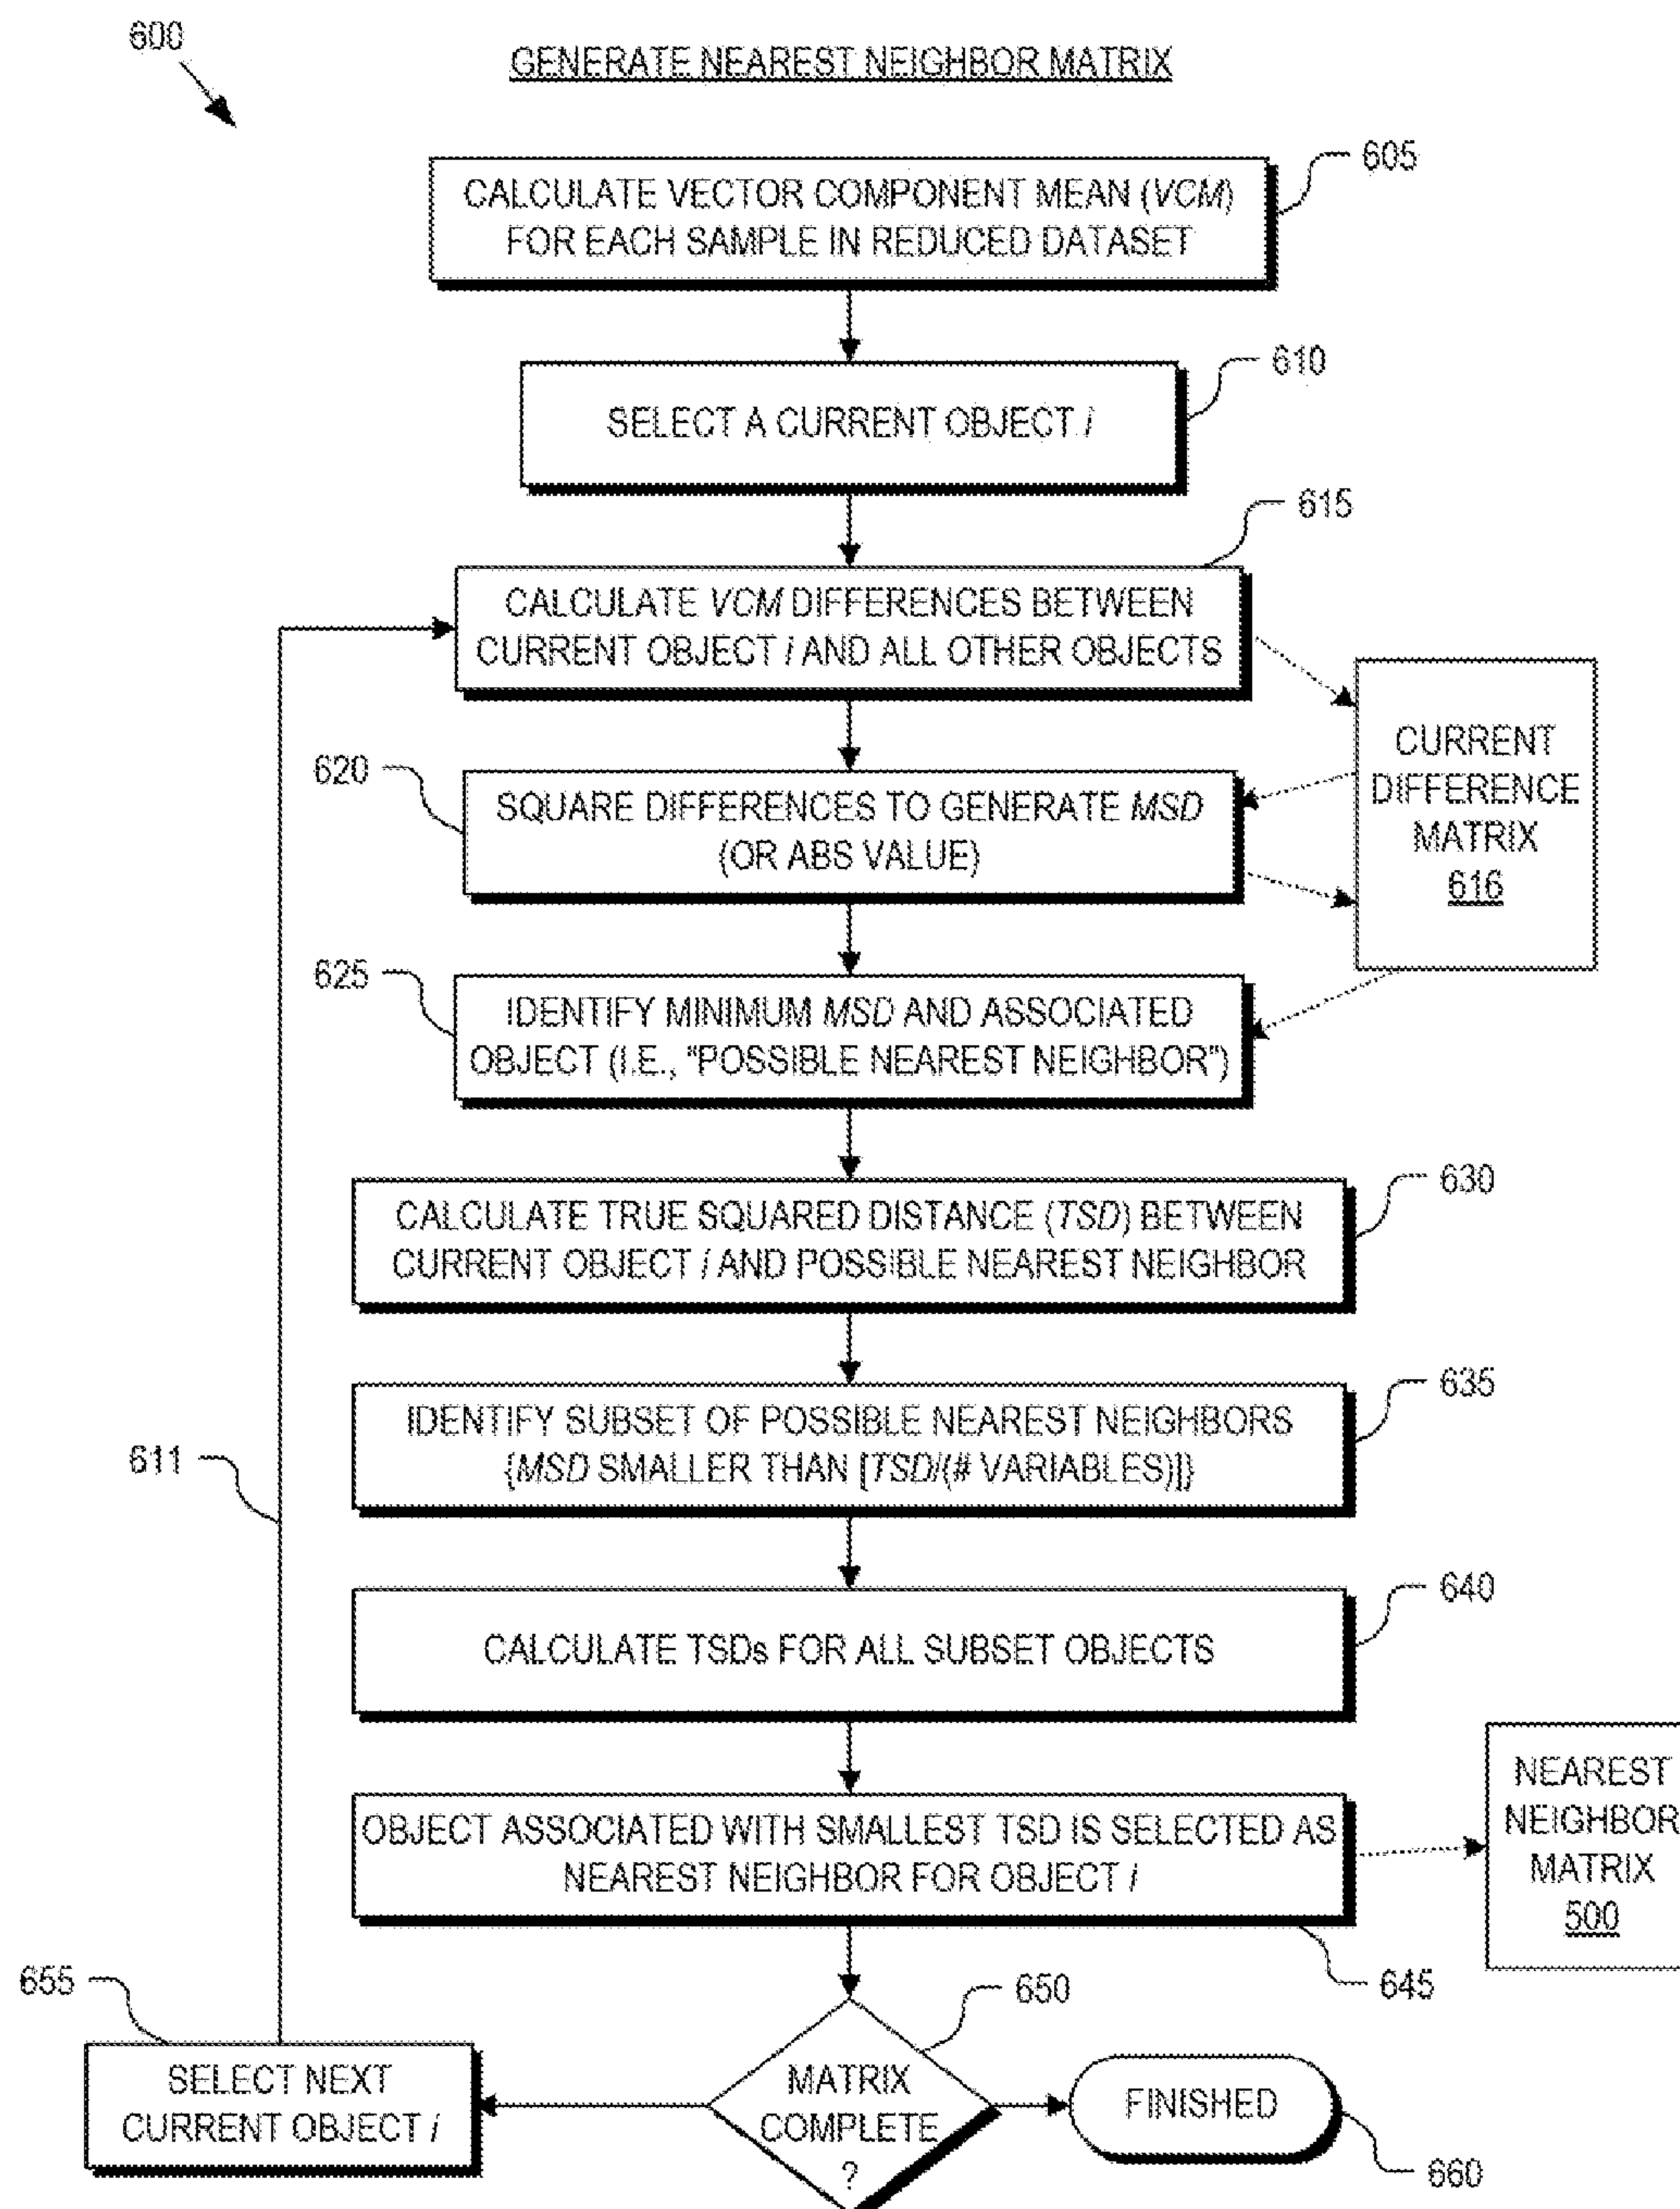 600
GENERATE NEAREST NEIGHBOR MATRIX
605
CALCULATE VECTOR COMPONENT MEAN (VCM)
FOR EACH SAMPLE IN REDUCED DATASET
610
SELECT A CURRENT OBJECT i
615
CALCULATE VCM DIFFERENCES BETWEEN
CURRENT OBJECT i AND ALL OTHER OBJECTS
CURRENT
DIFFERENCE
MATRIX
616
620
SQUARE DIFFERENCES TO GENERATE MSD
(OR ABS VALUE)
625
IDENTIFY MINIMUM MSD AND ASSOCIATED
OBJECT (I.E., "POSSIBLE NEAREST NEIGHBOR")
630
CALCULATE TRUE SQUARED DISTANCE (TSD) BETWEEN
CURRENT OBJECT i AND POSSIBLE NEAREST NEIGHBOR
635
IDENTIFY SUBSET OF POSSIBLE NEAREST NEIGHBORS
{MSD SMALLER THAN [TSD/(# VARIABLES)]}
611
640
CALCULATE TSDs FOR ALL SUBSET OBJECTS
OBJECT ASSOCIATED WITH SMALLEST TSD IS SELECTED AS
NEAREST NEIGHBOR FOR OBJECT i
645
NEAREST
NEIGHBOR
MATRIX
500
650
MATRIX
COMPLETE
?
655
SELECT NEXT
CURRENT OBJECT i
FINISHED
660